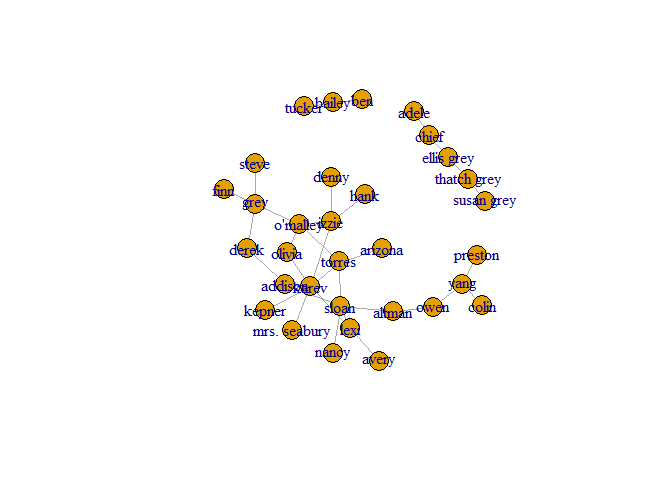 tucker
bailey
ben
adele
chief
ellis grey
thatch grey
susan grey
steve
finn
grey
denny
hank
o'malley
izzie
derek
olivia
torres
arizona
preston
addison
karev
yang
kepner
sloan
altman
owen
colin
mrs. seabury
lexi
nancy
avery